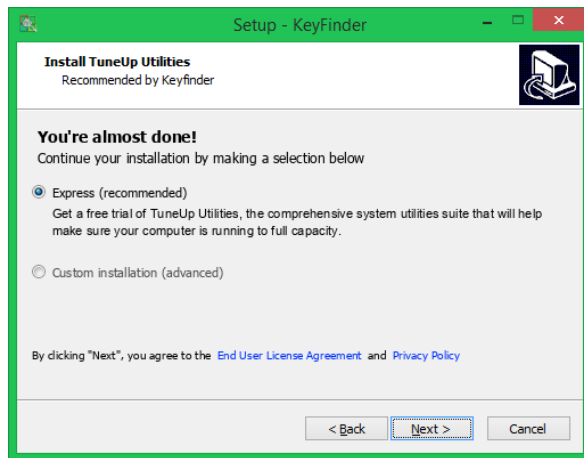 Setup - KeyFinder
Install TuneUp Utilities
Recommended by Keyfinder
You're almost done!
Continue your installation by making a selection below
Express (recommended)
Get a free trial of TuneUp Utilities, the comprehensive system utilities suite that will help
make sure your computer is running to full capacity.
Custom installation (advanced)
By clicking "Next", you agree to the End User License Agreement and Privacy Policy
< Back Next > Cancel